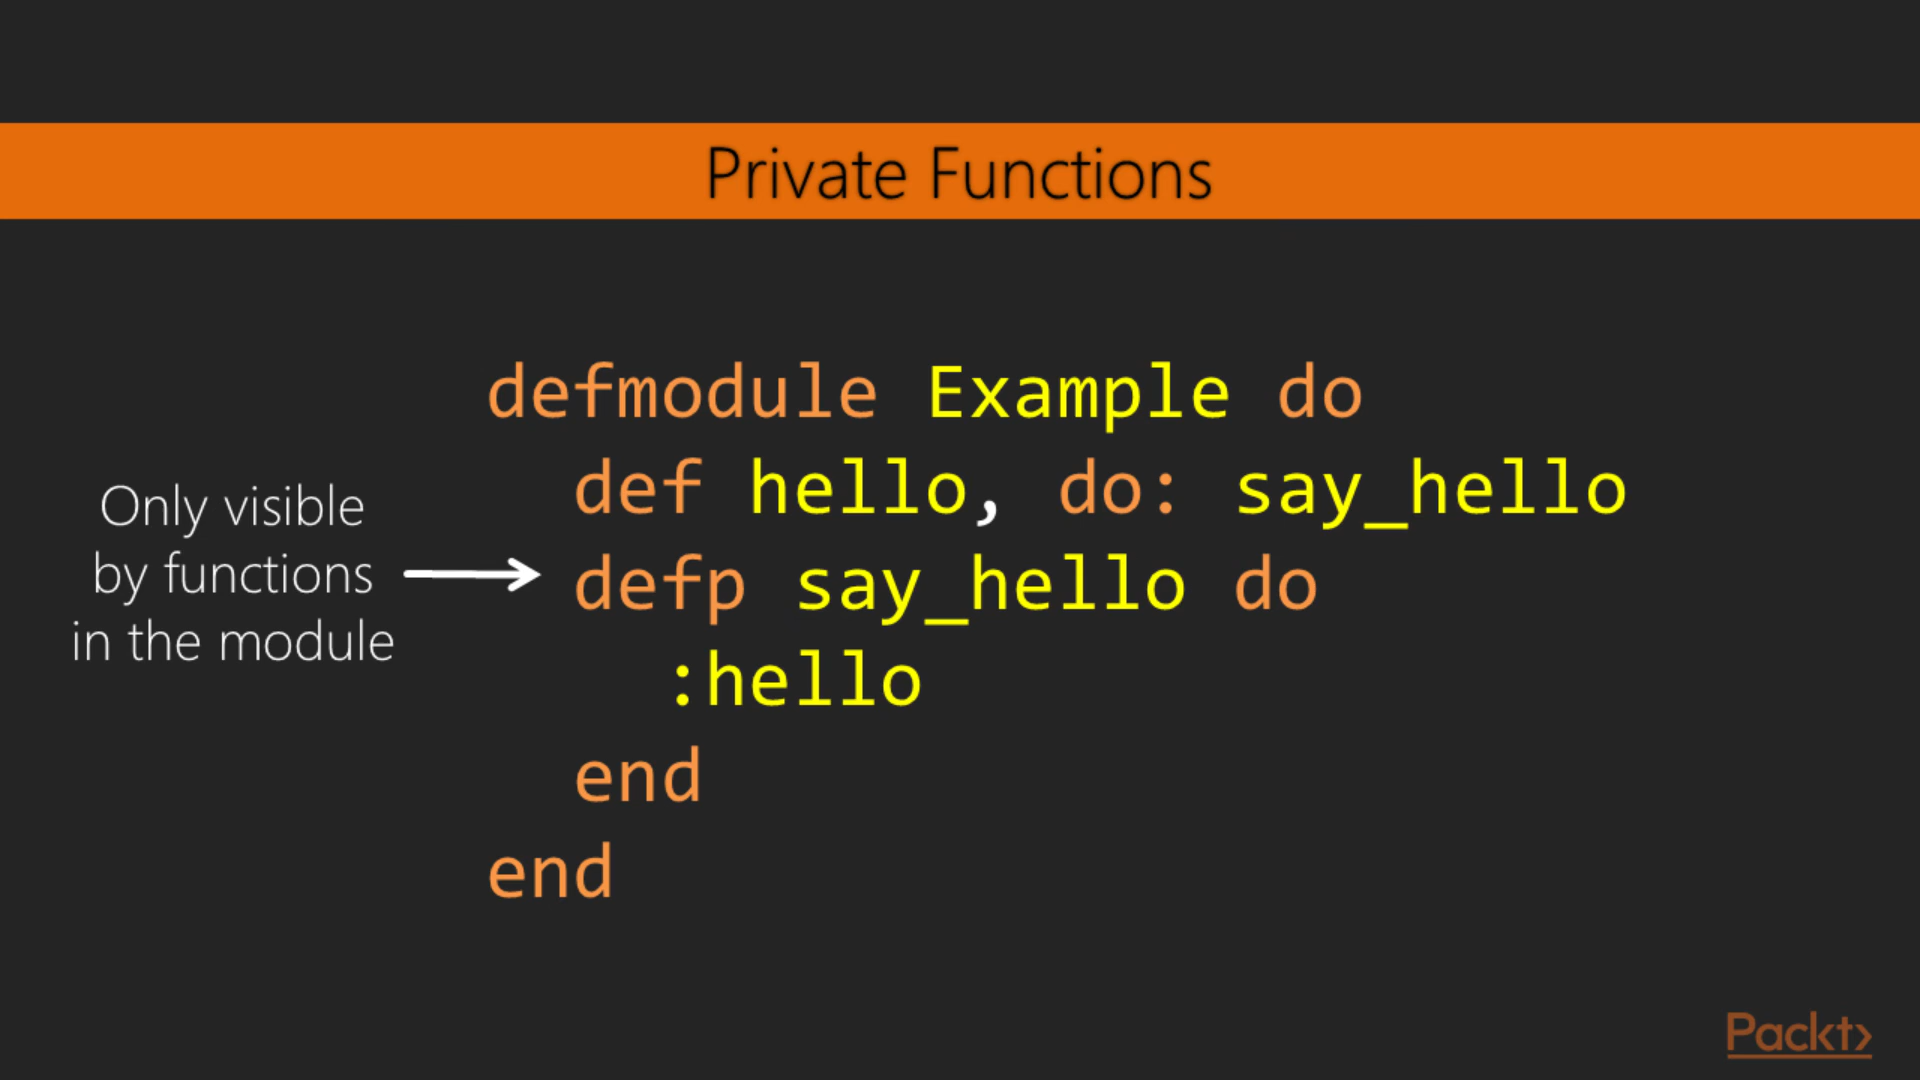 Private Functions
defmodule Example do
def hello, do: say_hello
Only visible
by functions
in the module
defp say_hello do
:hello
end
end
Packt>